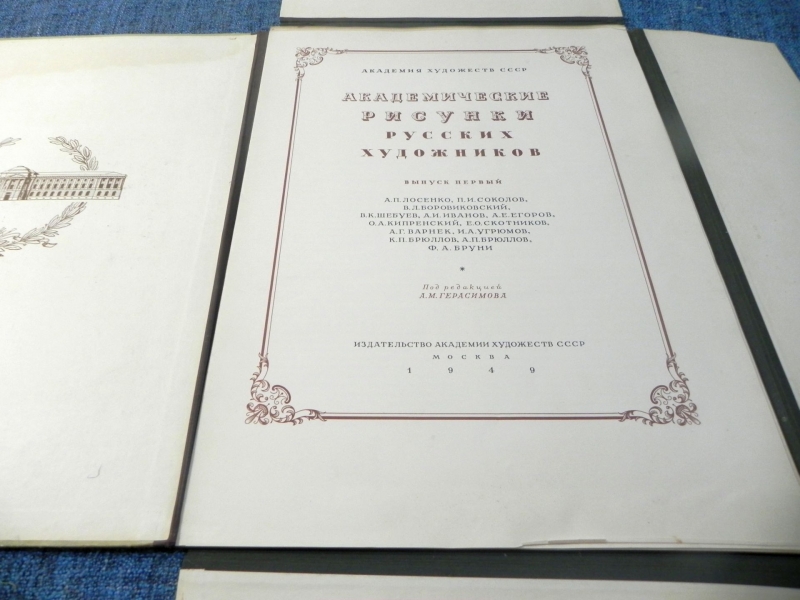 АКАДЕМИЯ ХУДОЖЕСТВ СССР
АКАДЕМИЧЕСКИЕ
РИСУНКИ
РУССКИХ
ХУДОЖНИКОВ
ВЫПУСК ПЕРВЫЙ
А.П. ЛОСЕНКО, П.И. СОКОЛОВ,
В.Л. БОРОВИКОВСКИЙ,
В.К. ШЕБУЕВ, А.И. ИВАНОВ, А.Е. ЕГОРОВ,
О.А. КИПРЕНСКИЙ, Е.О. СКОТНИКОВ,
А.Г. ВАРНЕК, И.А. УГРЮМОВ,
К.П. БРЮЛЛОВ, А.П. БРЮЛЛОВ,
Ф.А. БРУНИ
*
Под редакцией
А.М. ГЕРАСИМОВА
ИЗДАТЕЛЬСТВО АКАДЕМИИ ХУДОЖЕСТВ СССР
МОСКВА
1949